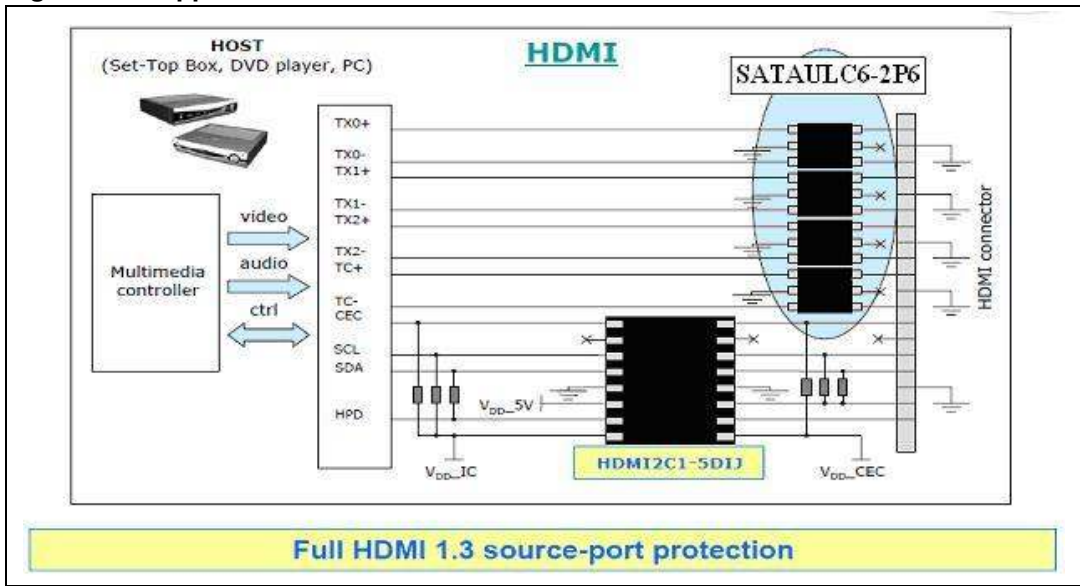 HOST
(Set-Top Box, DVD player, PC)
HDMI
SATAULC6-2P6
TX0+
TX0-
TX1+
TX1-
TX2+
TX2-
TC+
TC-
CEC
SCL
SDA
HPD
video
audio
ctrl
Multimedia
controller
HDMI connector
VDD_5V
VDD_IC
HDMI2C1-5DIJ
VDD_CEC
Full HDMI 1.3 source-port protection